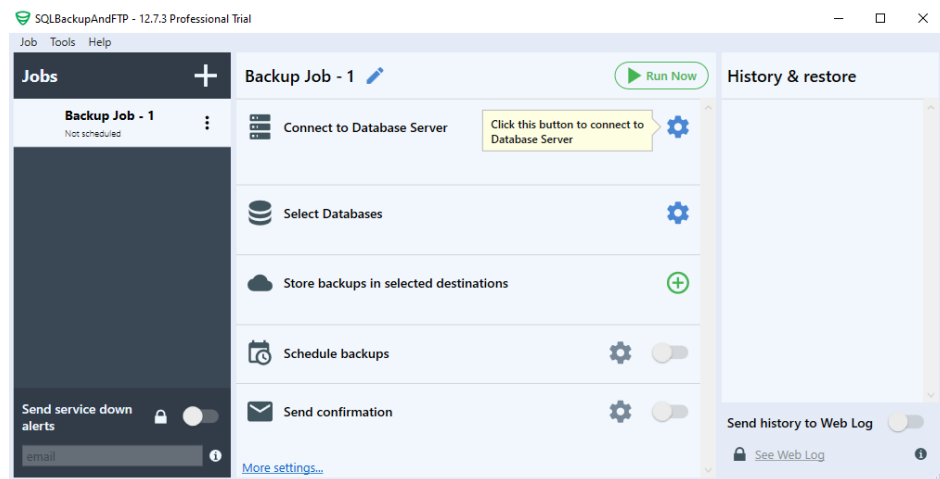 SQLBackupAndFTP - 12.7.3 Professional Trial
Job Tools Help
Jobs
Backup Job - 1
Not scheduled
Send service down
alerts
email
Backup Job - 1
Run Now
Connect to Database Server
Click this button to connect to
Database Server
Select Databases
Store backups in selected destinations
Schedule backups
Send confirmation
More settings...
History & restore
Send history to Web Log
See Web Log